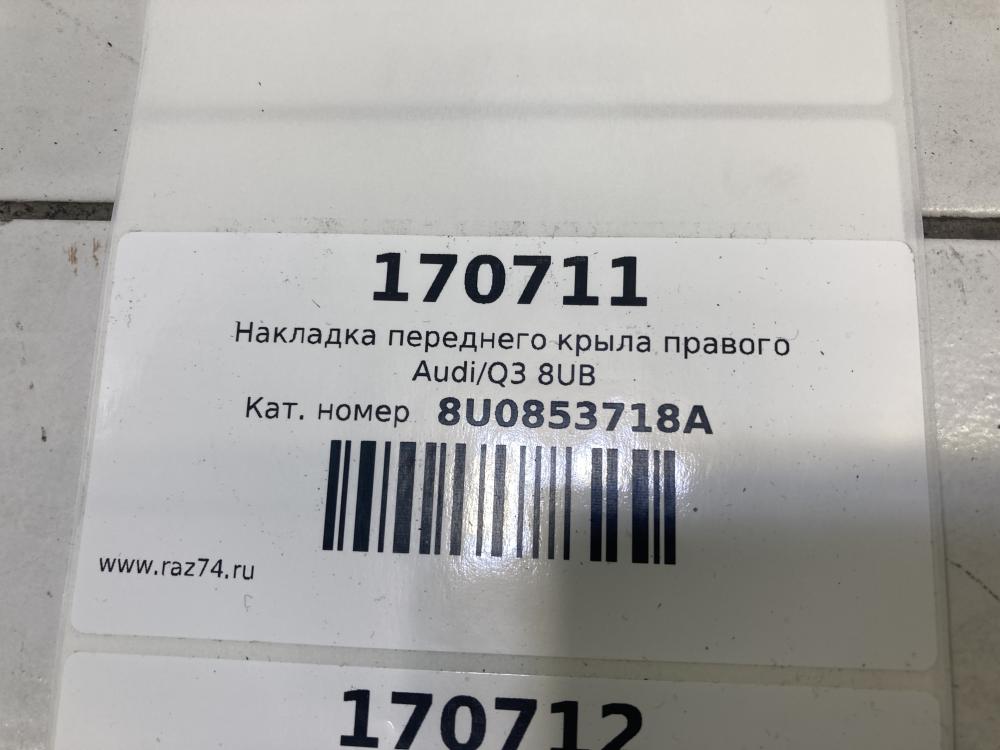 170711
Накладка переднего крыла правого
Audi/Q3 8UB
Кат. номер 8U0853718A
www.raz74.ru
170712